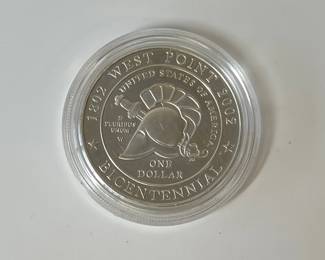 1802 WEST POINT 2002
UNITED STATES OF AMERICA
E
PLURIBUS
UNUM
W
ONE
DOLLAR
BICENTENNIAL